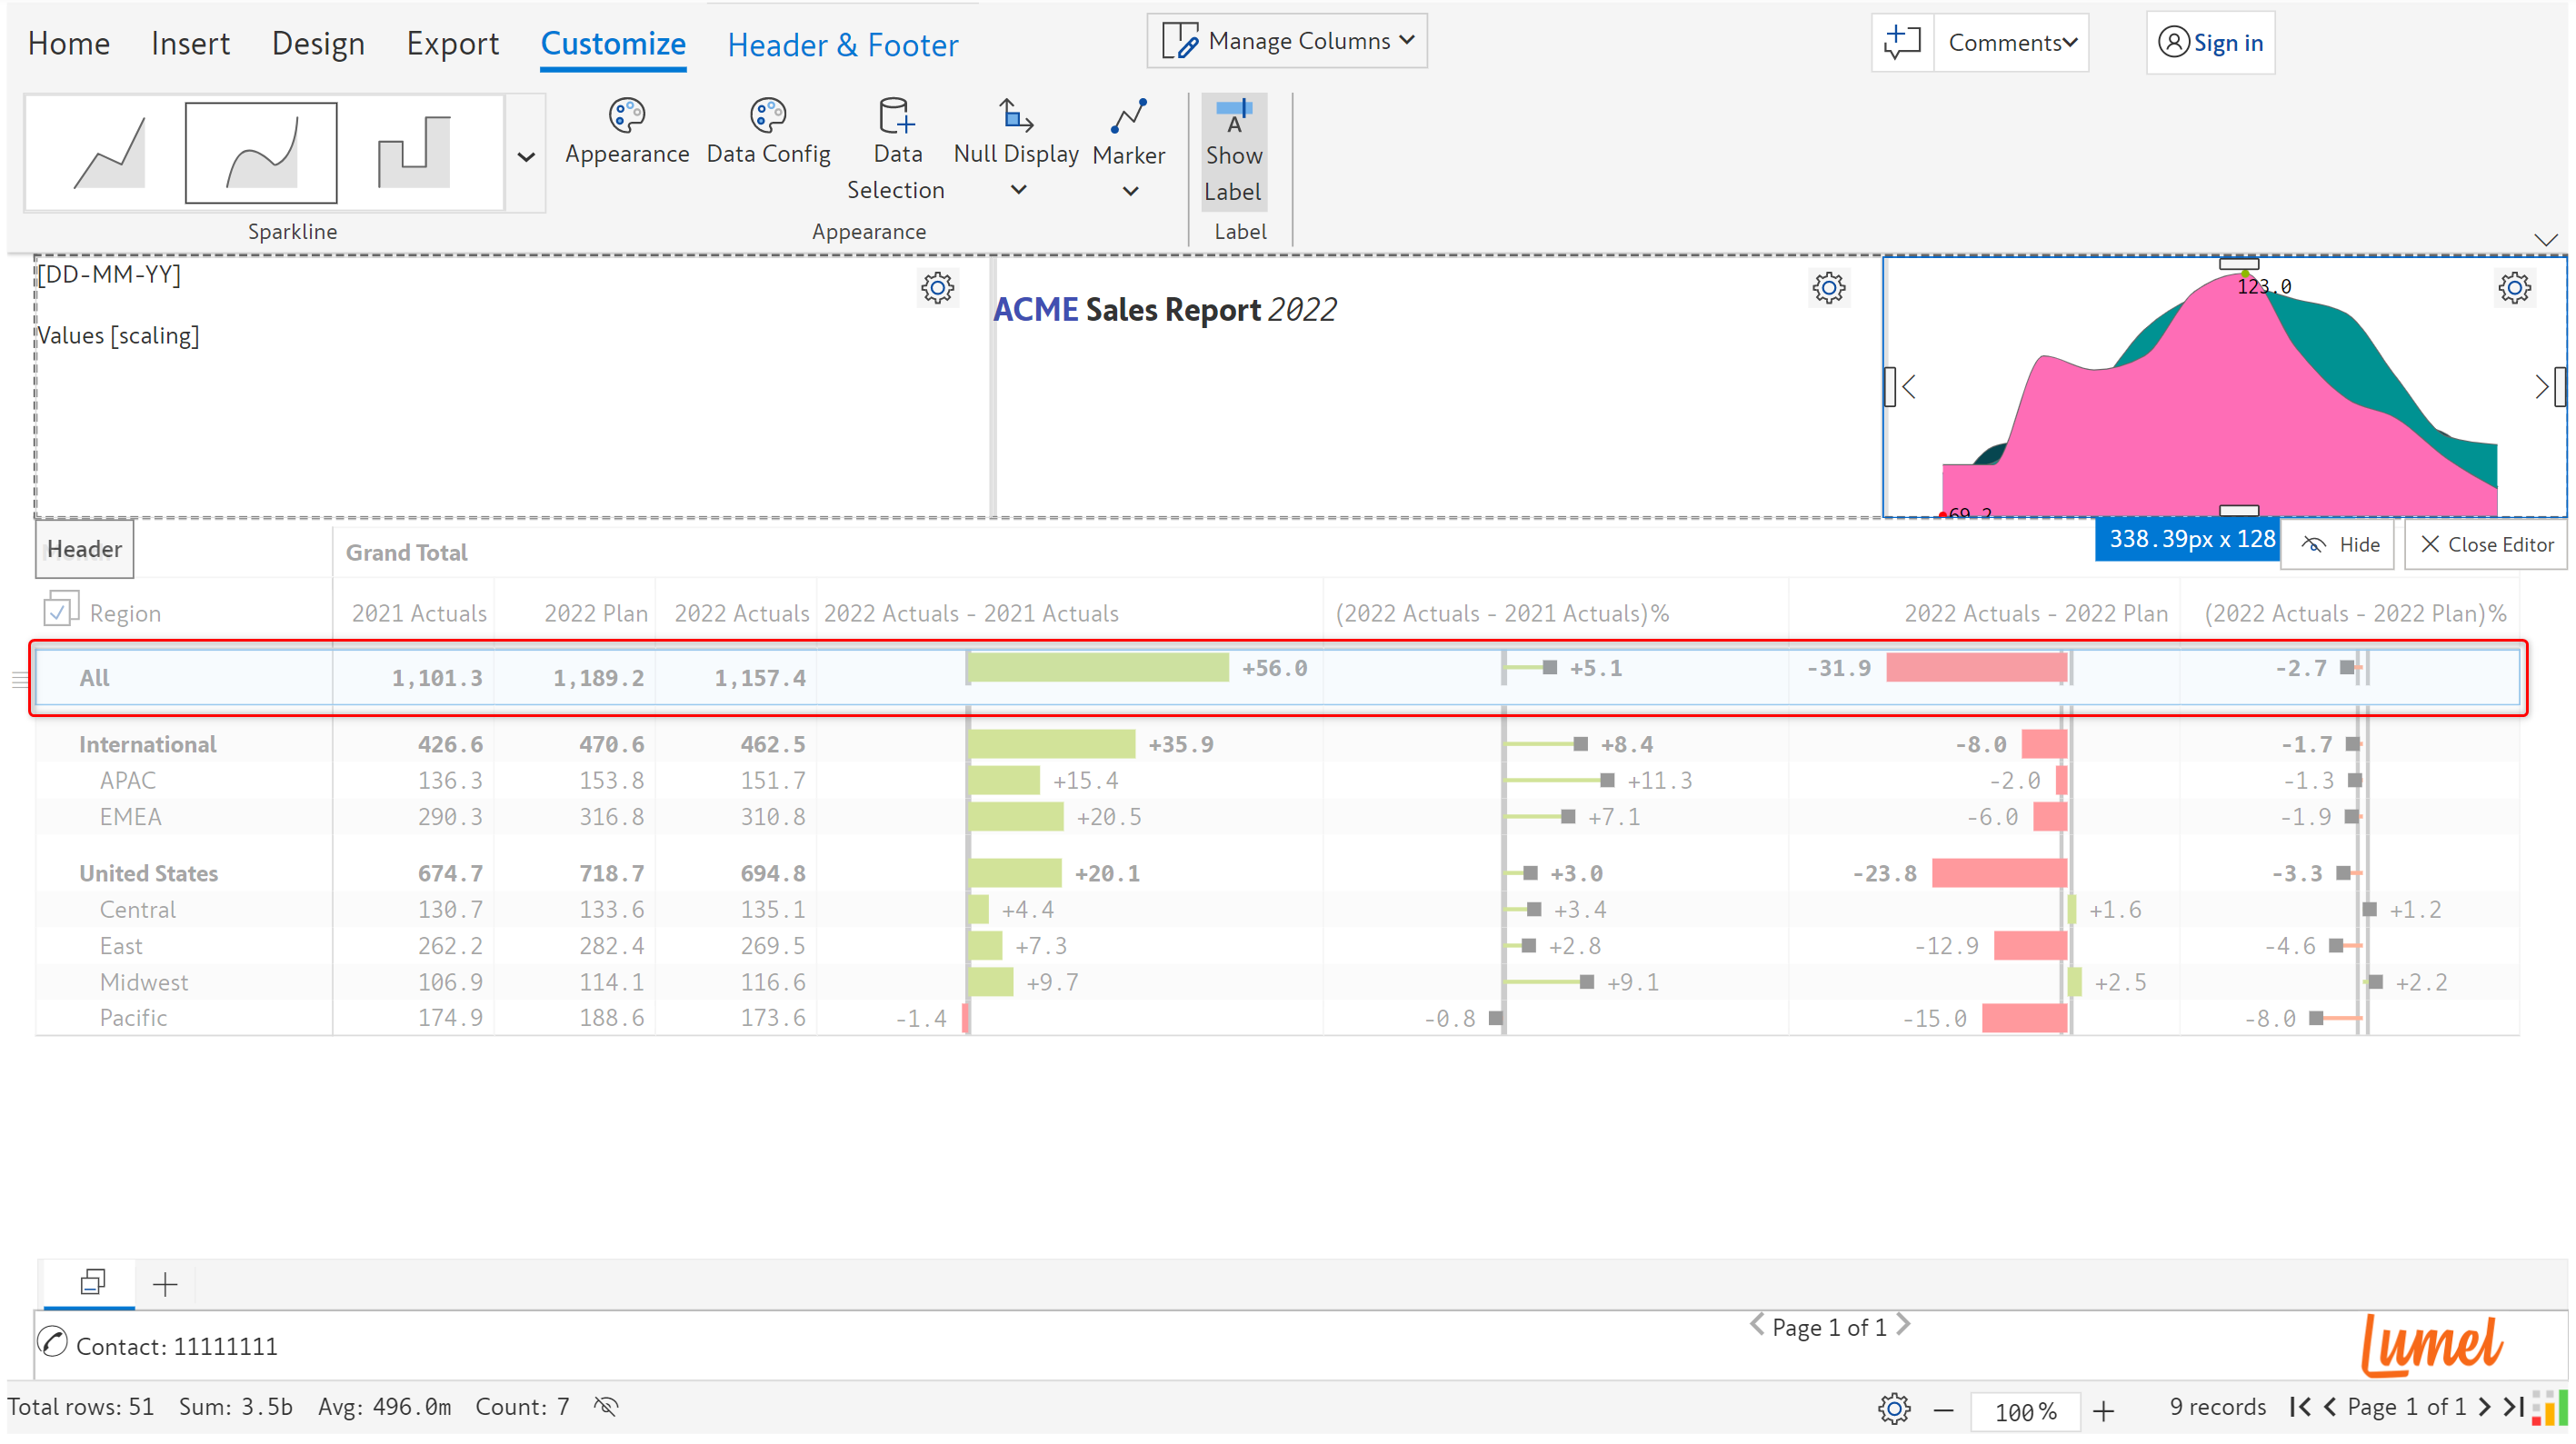 Home Insert Design Export Customize Header & Footer Manage Columns Comments Sign in
Appearance Data Config Data Selection Null Display Marker Show Label
Sparkline Appearance Label
[DD-MM-YY]
Values [scaling]
ACME Sales Report 2022
123.0
69.2
338.39px x 128 Hide Close Editor
Header Grand Total
Region 2021 Actuals 2022 Plan 2022 Actuals 2022 Actuals - 2021 Actuals (2022 Actuals - 2021 Actuals)% 2022 Actuals - 2022 Plan (2022 Actuals - 2022 Plan)%
All 1,101.3 1,189.2 1,157.4 +56.0 +5.1 -31.9 -2.7
International 426.6 470.6 462.5 +35.9 +8.4 -8.0 -1.7
APAC 136.3 153.8 151.7 +15.4 +11.3 -2.0 -1.3
EMEA 290.3 316.8 310.8 +20.5 +7.1 -6.0 -1.9
United States 674.7 718.7 694.8 +20.1 +3.0 -23.8 -3.3
Central 130.7 133.6 135.1 +4.4 +3.4 +1.6 +1.2
East 262.2 282.4 269.5 +7.3 +2.8 -12.9 -4.6
Midwest 106.9 114.1 116.6 +9.7 +9.1 +2.5 +2.2
Pacific 174.9 188.6 173.6 -1.4 -0.8 -15.0 -8.0
Contact: 11111111 Page 1 of 1 Lumel
Total rows: 51 Sum: 3.5b Avg: 496.0m Count: 7 100% 9 records Page 1 of 1